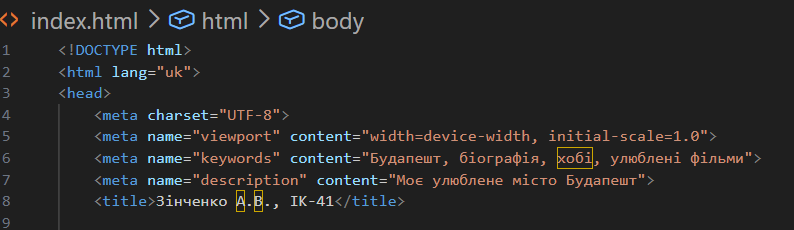 index.html > html > body
1 <!DOCTYPE html>
2 <html lang="uk">
3 <head>
4 <meta charset="UTF-8">
5 <meta name="viewport" content="width=device-width, initial-scale=1.0">
6 <meta name="keywords" content="Будапешт, біографія, хобі, улюблені фільми">
7 <meta name="description" content="Моє улюблене місто Будапешт">
8 <title>Зінченко А.В., ІК-41</title>
9